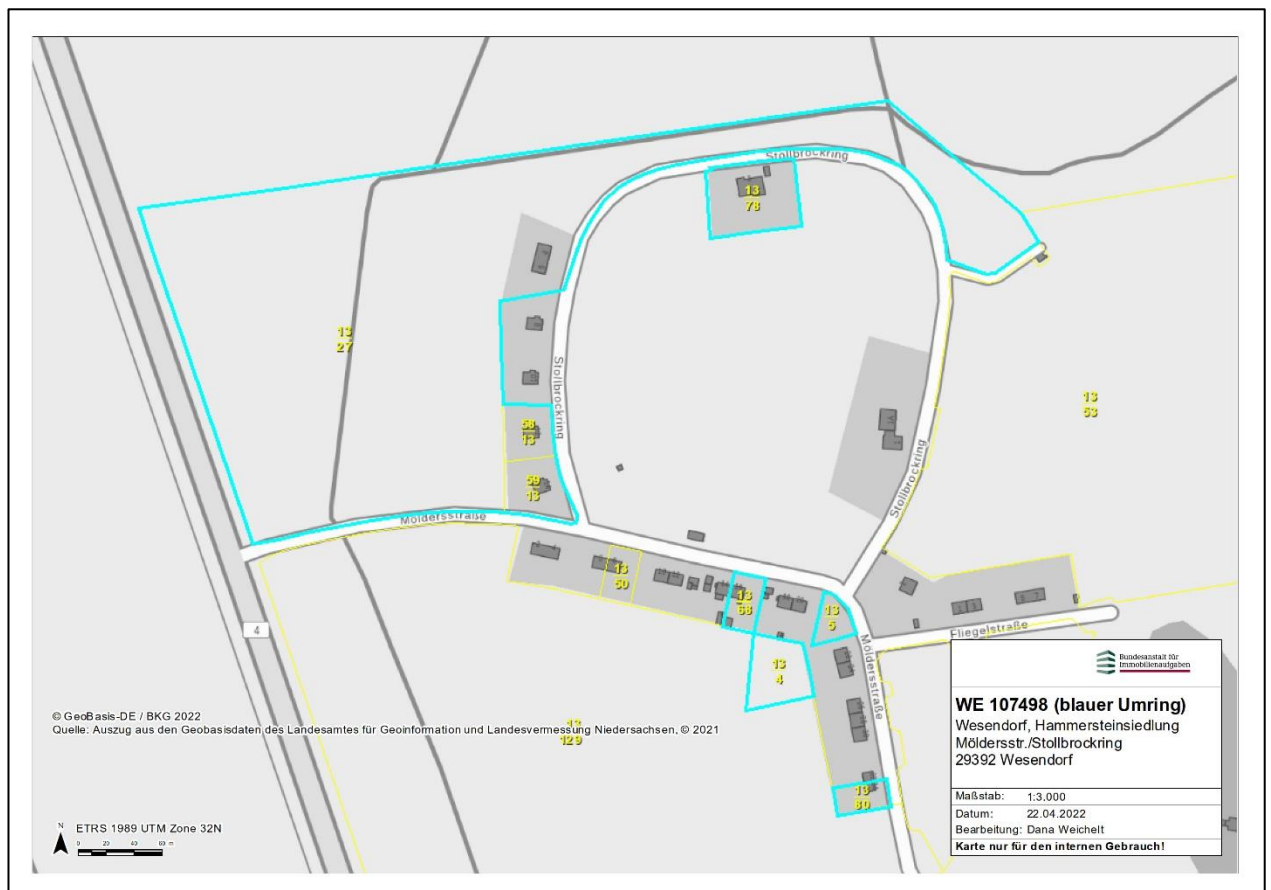 Stollbrockring
13
78
13
27
Stollbrockring
13
53
58
13
59
13
Stollbrockring
Möldersstraße
13
50
13
68
13
5
4
Fliegelstraße
13
4
Möldersstraße
13
129
13
80
© GeoBasis-DE / BKG 2022
Quelle: Auszug aus den Geobasisdaten des Landesamtes für Geoinformation und Landesvermessung Niedersachsen, © 2021
N
ETRS 1989 UTM Zone 32N
0 20 40 60 m
Bundesanstalt für
Immobilienaufgaben
WE 107498 (blauer Umring)
Wesendorf, Hammersteinsiedlung
Möldersstr./Stollbrockring
29392 Wesendorf
Maßstab: 1:3.000
Datum: 22.04.2022
Bearbeitung: Dana Weichelt
Karte nur für den internen Gebrauch!